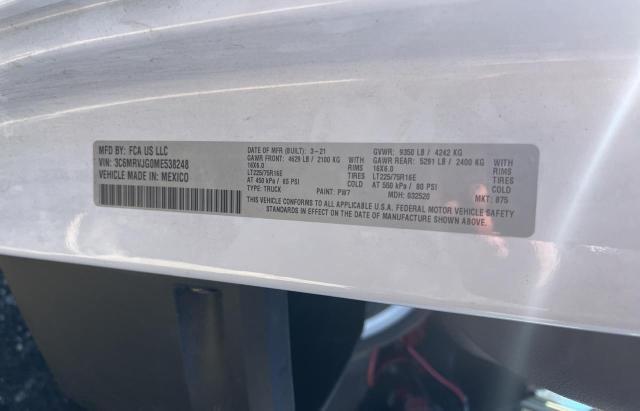 MFD BY: FCA US LLC
VIN: 3C6MRVJG0ME538248
VEHICLE MADE IN: MEXICO
DATE OF MFR (BUILT): 3-21 GVWR: 9350 LB / 4242 KG
GAWR FRONT: 4629 LB / 2100 KG WITH GAWR REAR: 5291 LB / 2400 KG WITH
16X6.0 RIMS 16X6.0 RIMS
LT225/75R16E TIRES LT225/75R16E TIRES
AT 450 kPa / 65 PSI COLD AT 550 kPa / 80 PSI COLD
TYPE: TRUCK PAINT: PW7 MDH: 032520 MKT: 875
THIS VEHICLE CONFORMS TO ALL APPLICABLE U.S.A. FEDERAL MOTOR VEHICLE SAFETY
STANDARDS IN EFFECT ON THE DATE OF MANUFACTURE SHOWN ABOVE.